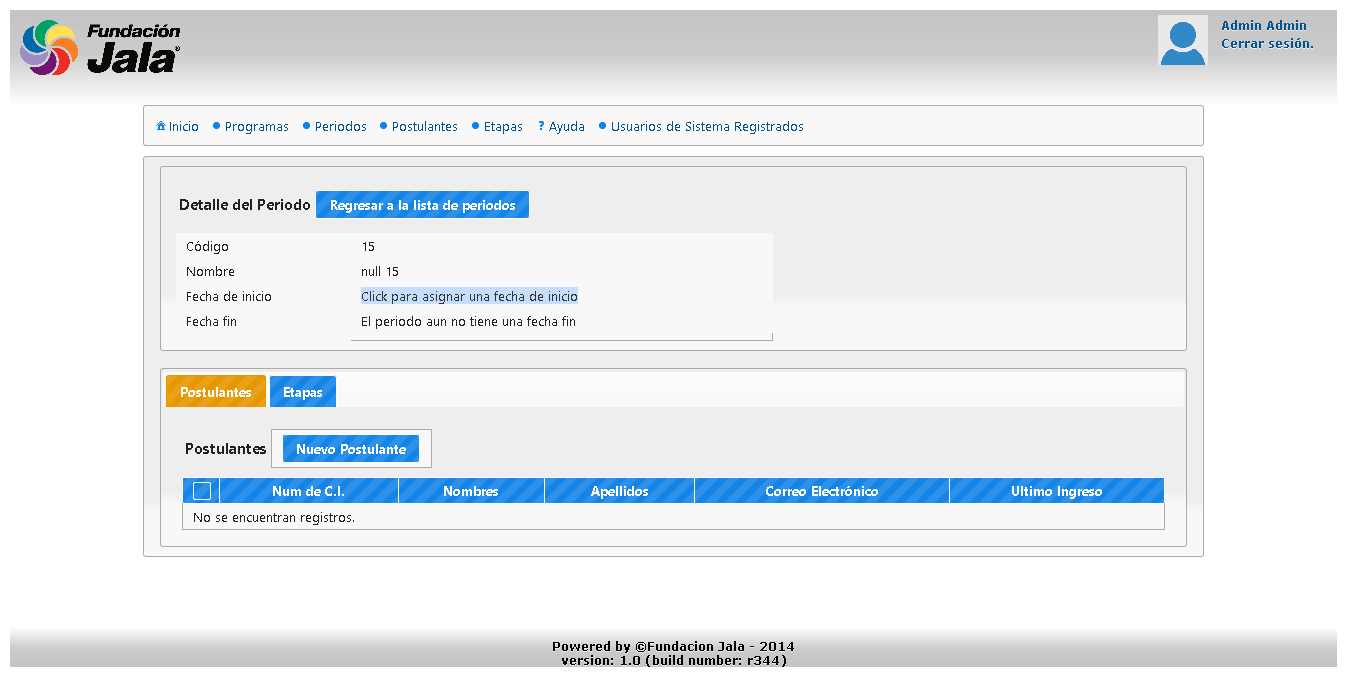 Fundación
Jala®
Admin Admin
Cerrar sesión.
Inicio Programas Periodos Postulantes Etapas ? Ayuda Usuarios de Sistema Registrados
Detalle del Periodo Regresar a la lista de periodos
Código 15
Nombre null 15
Fecha de inicio Click para asignar una fecha de inicio
Fecha fin El periodo aun no tiene una fecha fin
Postulantes Etapas
Postulantes Nuevo Postulante
Num de C.I. Nombres Apellidos Correo Electrónico Ultimo Ingreso
No se encuentran registros.
Powered by ©Fundacion Jala - 2014
version: 1.0 (build number: r344)